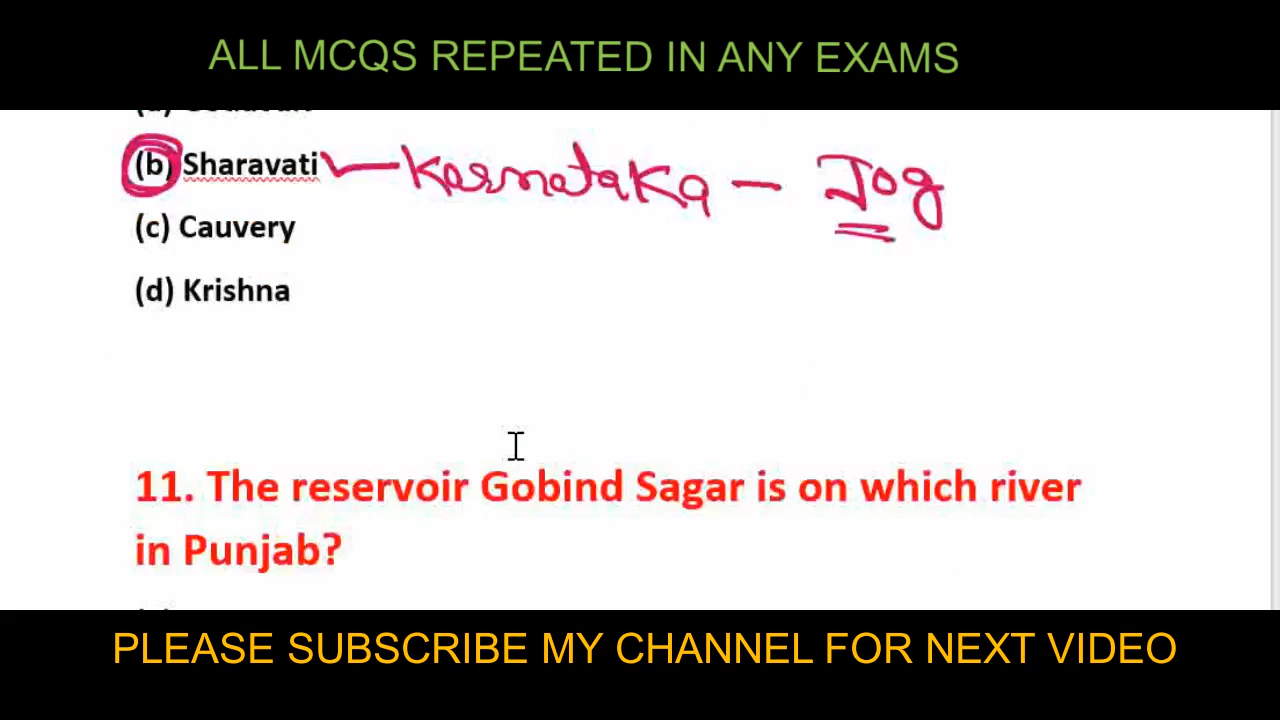 ALL MCQS REPEATED IN ANY EXAMS
(b) Sharavati – Karnataka – Jog
(c) Cauvery
(d) Krishna
11. The reservoir Gobind Sagar is on which river
in Punjab?
PLEASE SUBSCRIBE MY CHANNEL FOR NEXT VIDEO